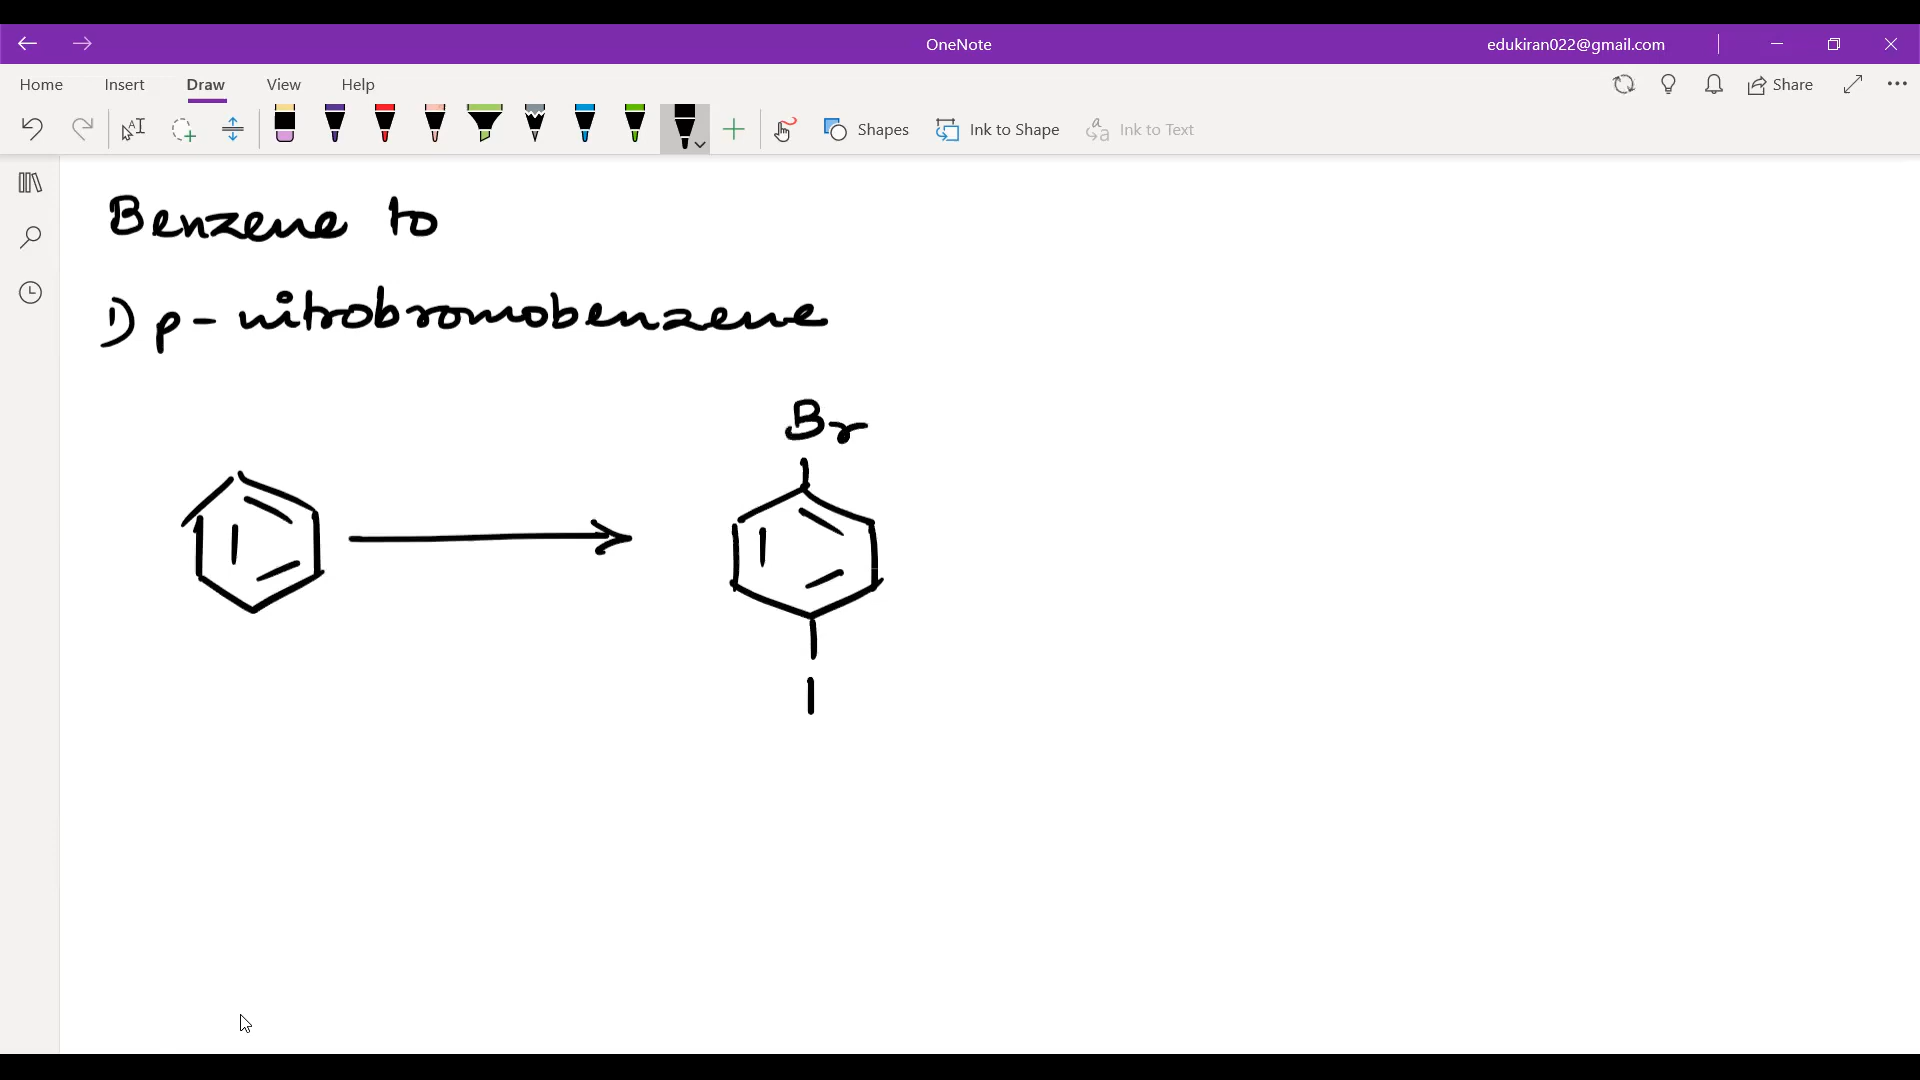 OneNote
edukiran022@gmail.com
Home Insert Draw View Help
Share
Shapes Ink to Shape Ink to Text
Benzene to
1) p- nitrobromobenzene
Br